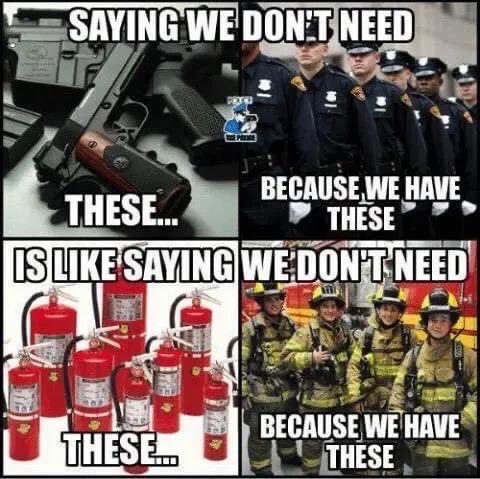 SAYING WE DON'T NEED
THESE...
BECAUSE WE HAVE
THESE
IS LIKE SAYING WE DON'T NEED
THESE...
BECAUSE WE HAVE
THESE